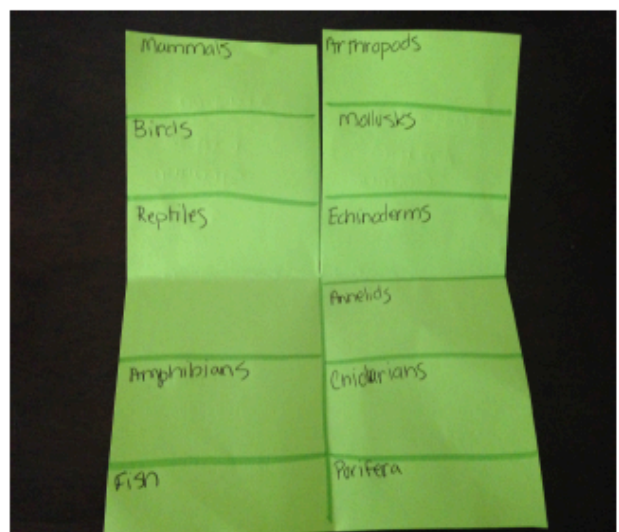 Mammals
Birds
Reptiles
Amphibians
Fish
Arthropods
Mollusks
Echinoderms
Annelids
Cnidarians
Porifera